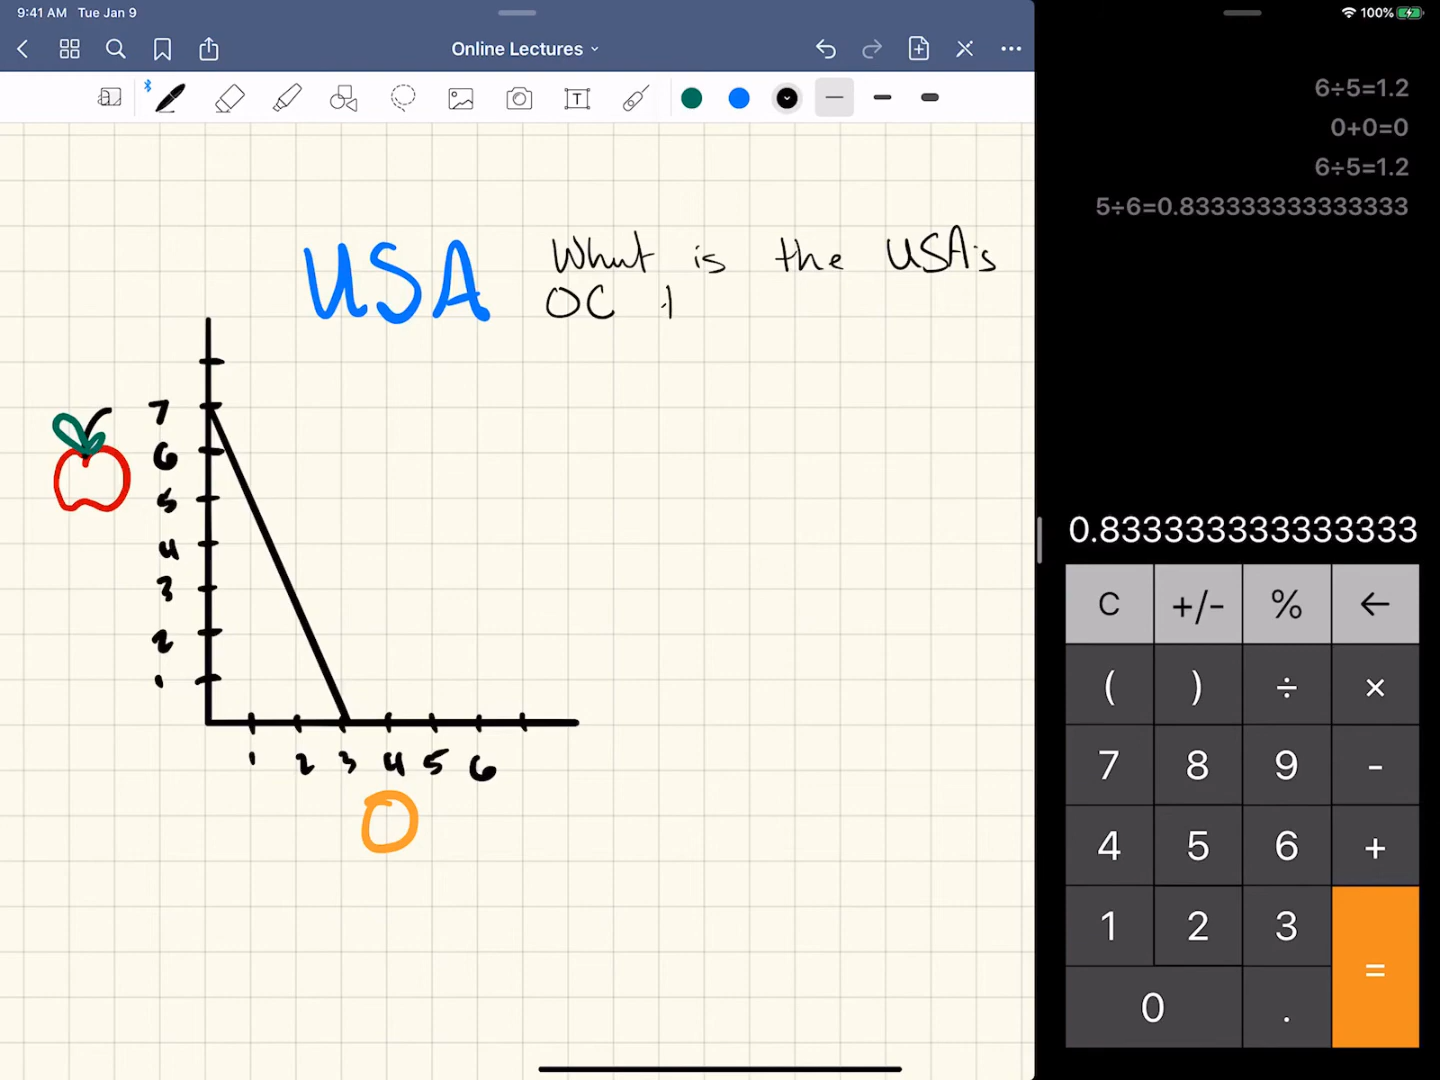 9:41 AM Tue Jan 9
100%
Online Lectures
T
6÷5=1.2
0+0=0
6÷5=1.2
5÷6=0.833333333333333
USA
What is the USA's
OC
7
6
5
4
3
2
1
1 2 3 4 5 6
0.833333333333333
C +/- % ←
( ) ÷ ×
7 8 9 -
4 5 6 +
1 2 3
0 . =